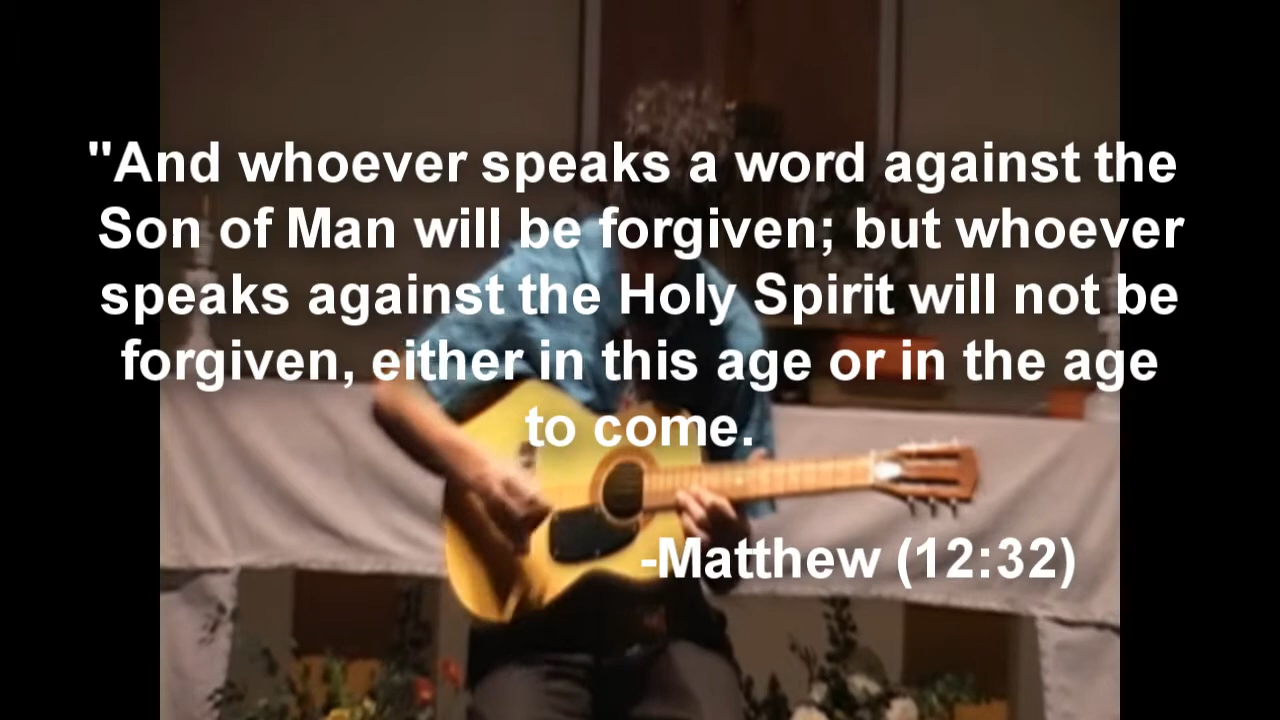 "And whoever speaks a word against the
Son of Man will be forgiven; but whoever
speaks against the Holy Spirit will not be
forgiven, either in this age or in the age
to come.
-Matthew (12:32)